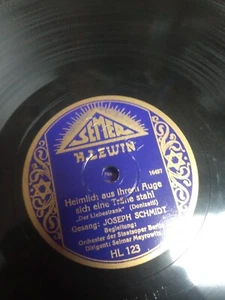 SEMER
H. LEWIN
14497
Heimlich aus ihrem Auge
sich eine Träne stahl
„Der Liebestrank" (Donizetti)
Gesang: JOSEPH SCHMIDT
Begleitung:
Orchester der Staatsoper Berlin
Dirigent: Selmar Meyrowitz
HL 123